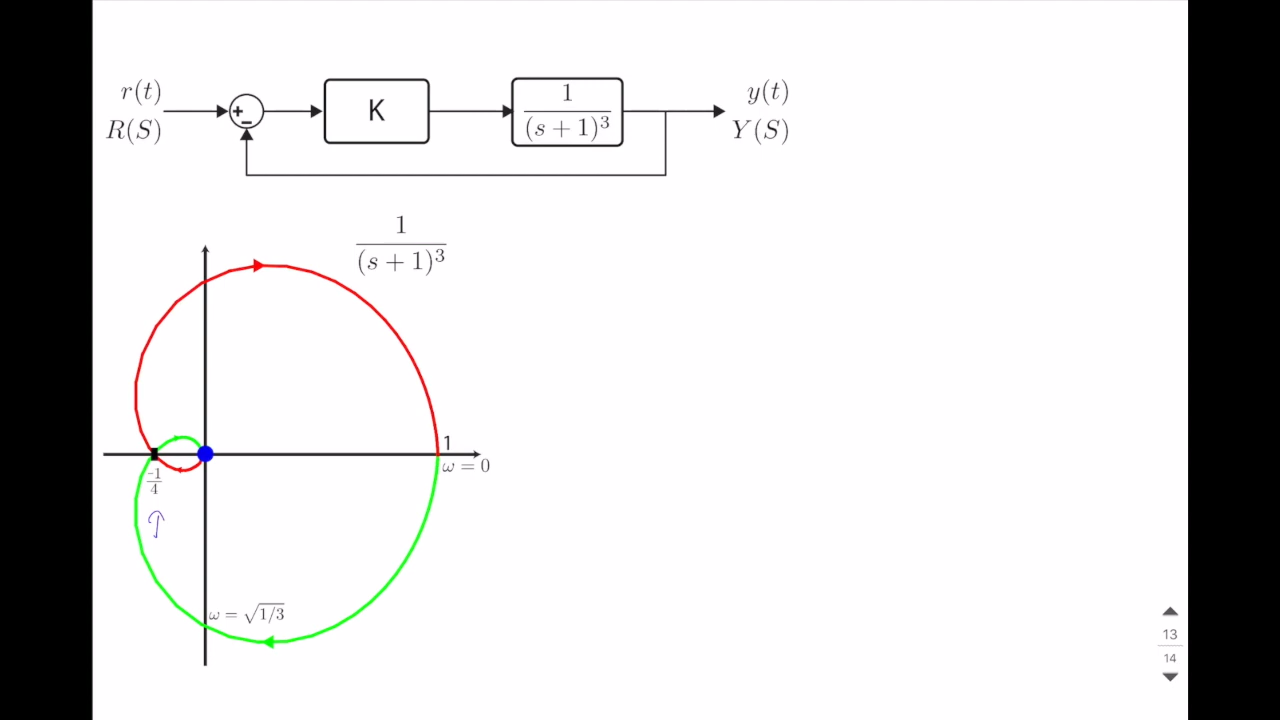 r(t)
R(S)
+
−
K
1
(s + 1)³
y(t)
Y(S)
1
(s + 1)³
1
ω = 0
-1
4
ω = √1/3
13
14